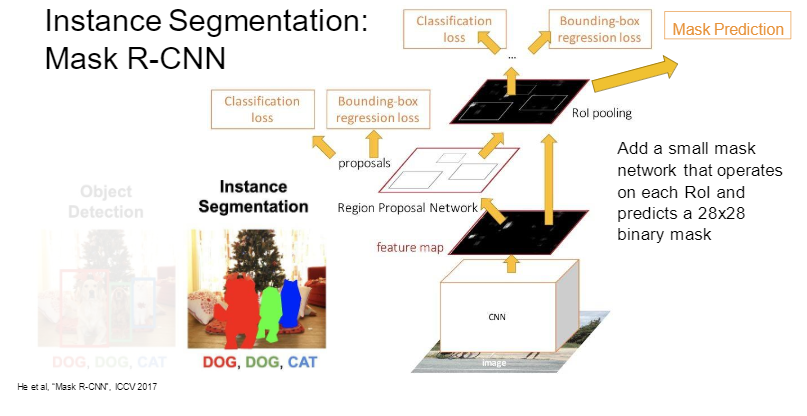 Instance Segmentation:
Mask R-CNN
Classification
loss
Bounding-box
regression loss
Mask Prediction
...
RoI pooling
Classification
loss
Bounding-box
regression loss
proposals
Region Proposal Network
feature map
CNN
image
Add a small mask
network that operates
on each RoI and
predicts a 28x28
binary mask
Object
Detection
DOG, DOG, CAT
Instance
Segmentation
DOG, DOG, CAT
He et al, "Mask R-CNN", ICCV 2017